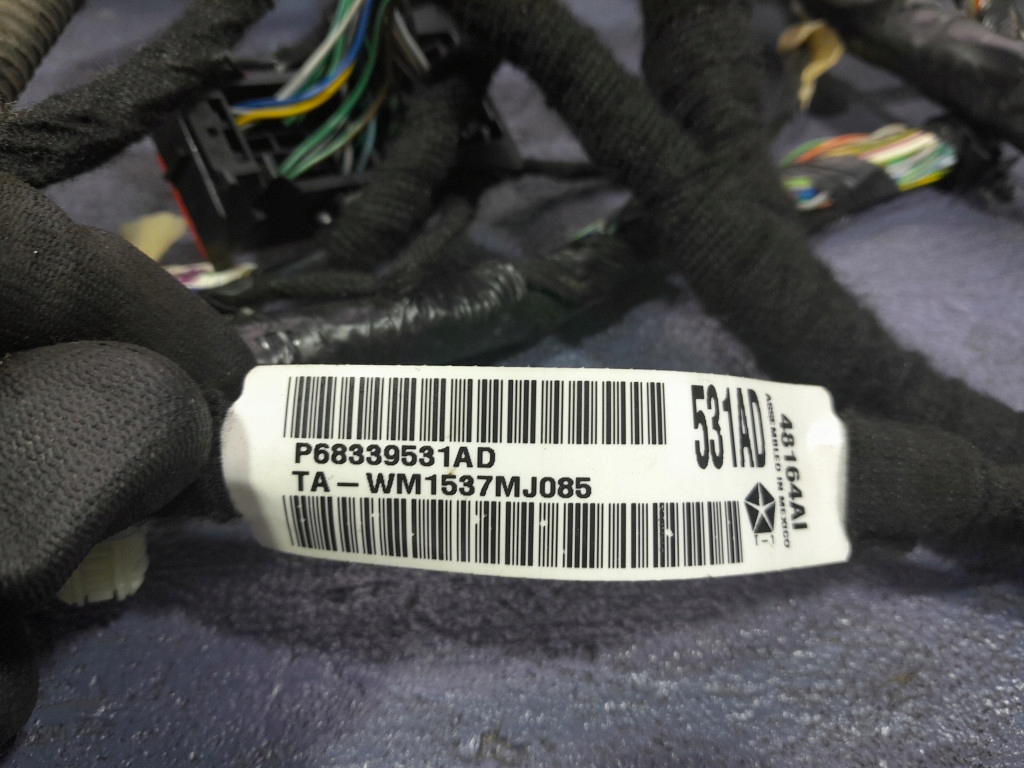 P68339531AD
TA-WM1537MJ085
531AD
48164AI
ASSEMBLED IN MEXICO